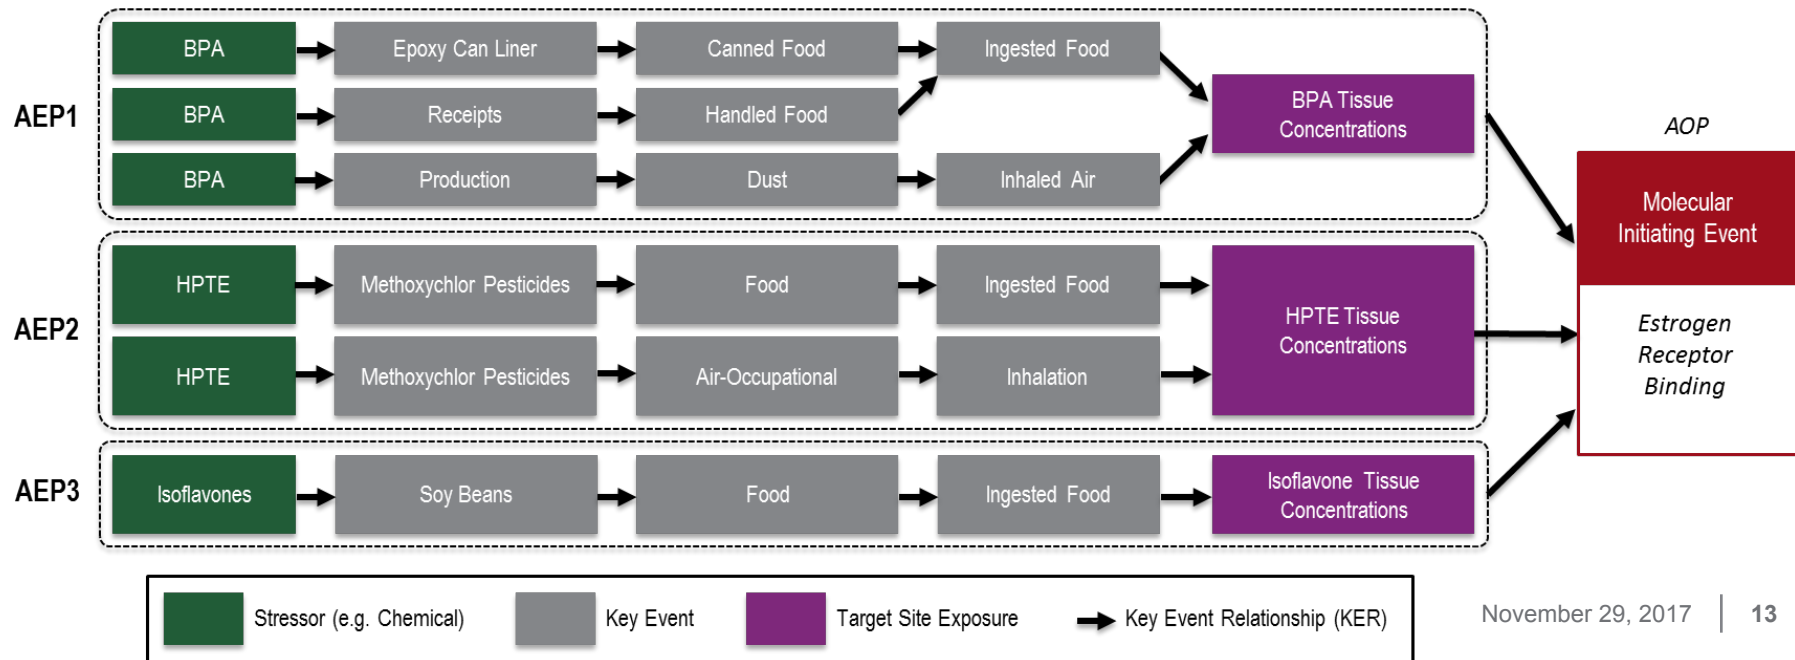 AEP1
BPA
Epoxy Can Liner
Canned Food
Ingested Food
BPA
Receipts
Handled Food
BPA
Production
Dust
Inhaled Air
BPA Tissue
Concentrations
AEP2
HPTE
Methoxychlor Pesticides
Food
Ingested Food
HPTE
Methoxychlor Pesticides
Air-Occupational
Inhalation
HPTE Tissue
Concentrations
AEP3
Isoflavones
Soy Beans
Food
Ingested Food
Isoflavone Tissue
Concentrations
AOP
Molecular
Initiating Event
Estrogen
Receptor
Binding
Stressor (e.g. Chemical)
Key Event
Target Site Exposure
Key Event Relationship (KER)
November 29, 2017
13